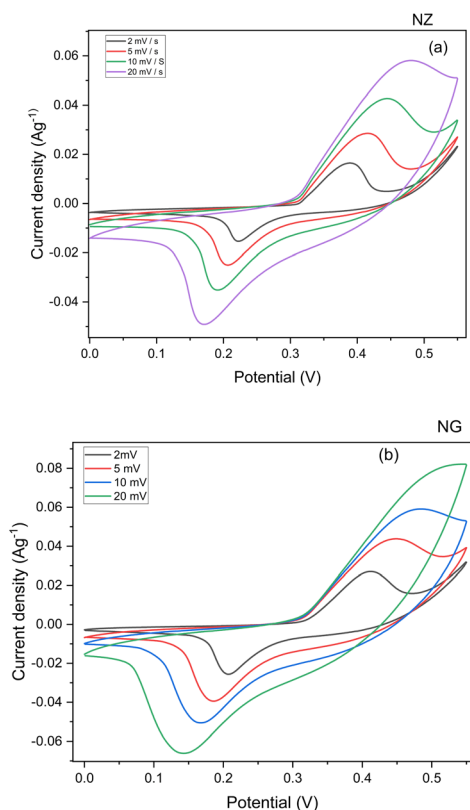 NZ
(a)
2 mV / s
5 mV / s
10 mV / S
20 mV / s
0.06
0.04
0.02
0.00
-0.02
-0.04
Current density (Ag⁻¹)
0.0 0.1 0.2 0.3 0.4 0.5
Potential (V)
NG
(b)
2mV
5 mV
10 mV
20 mV
0.08
0.06
0.04
0.02
0.00
-0.02
-0.04
-0.06
Current density (Ag⁻¹)
0.0 0.1 0.2 0.3 0.4 0.5
Potential (V)